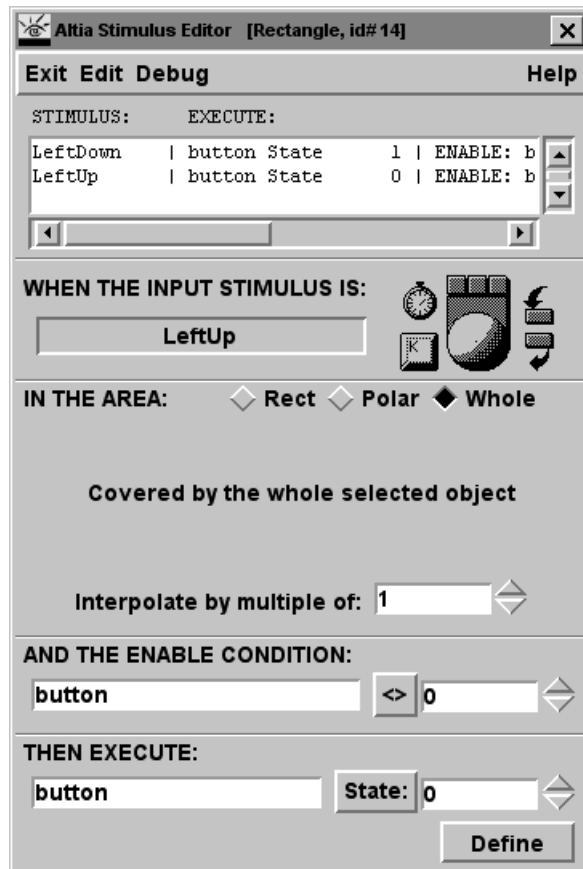 Altia Stimulus Editor [Rectangle, id# 14]
Exit Edit Debug Help
STIMULUS: EXECUTE:
LeftDown | button State 1 | ENABLE: b
LeftUp | button State 0 | ENABLE: b
WHEN THE INPUT STIMULUS IS:
LeftUp
K
IN THE AREA: Rect Polar Whole
Covered by the whole selected object
Interpolate by multiple of: 1
AND THE ENABLE CONDITION:
button <> 0
THEN EXECUTE:
button State: 0
Define